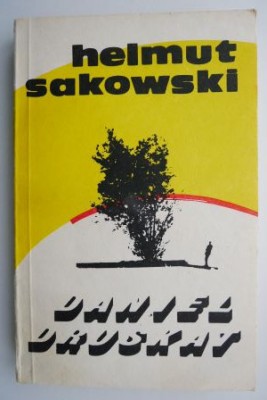 helmut
sakowski
DANIEL
DRUSKAT